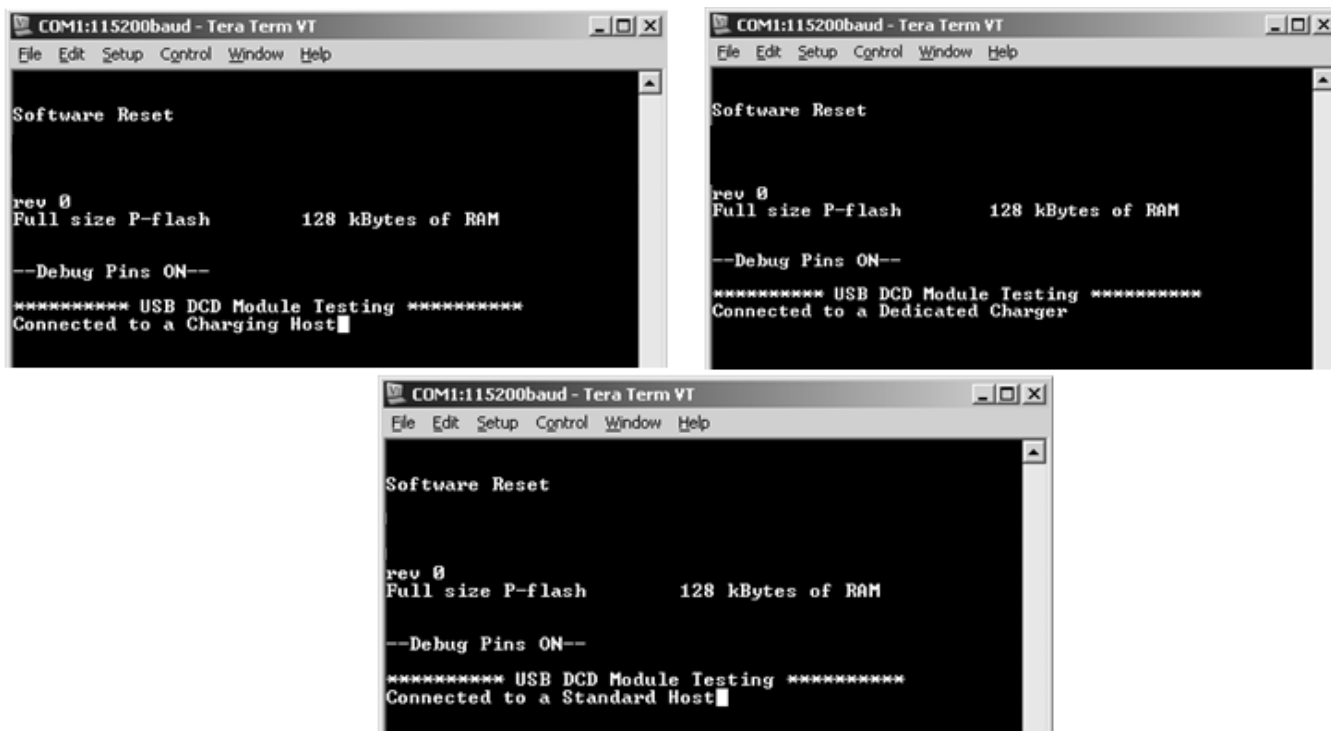 COM1:115200baud - Tera Term VT
File Edit Setup Control Window Help
Software Reset
rev 0
Full size P-flash 128 kBytes of RAM
--Debug Pins ON--
********** USB DCD Module Testing **********
Connected to a Charging Host
COM1:115200baud - Tera Term VT
File Edit Setup Control Window Help
Software Reset
rev 0
Full size P-flash 128 kBytes of RAM
--Debug Pins ON--
********** USB DCD Module Testing **********
Connected to a Dedicated Charger
COM1:115200baud - Tera Term VT
File Edit Setup Control Window Help
Software Reset
rev 0
Full size P-flash 128 kBytes of RAM
--Debug Pins ON--
********** USB DCD Module Testing **********
Connected to a Standard Host